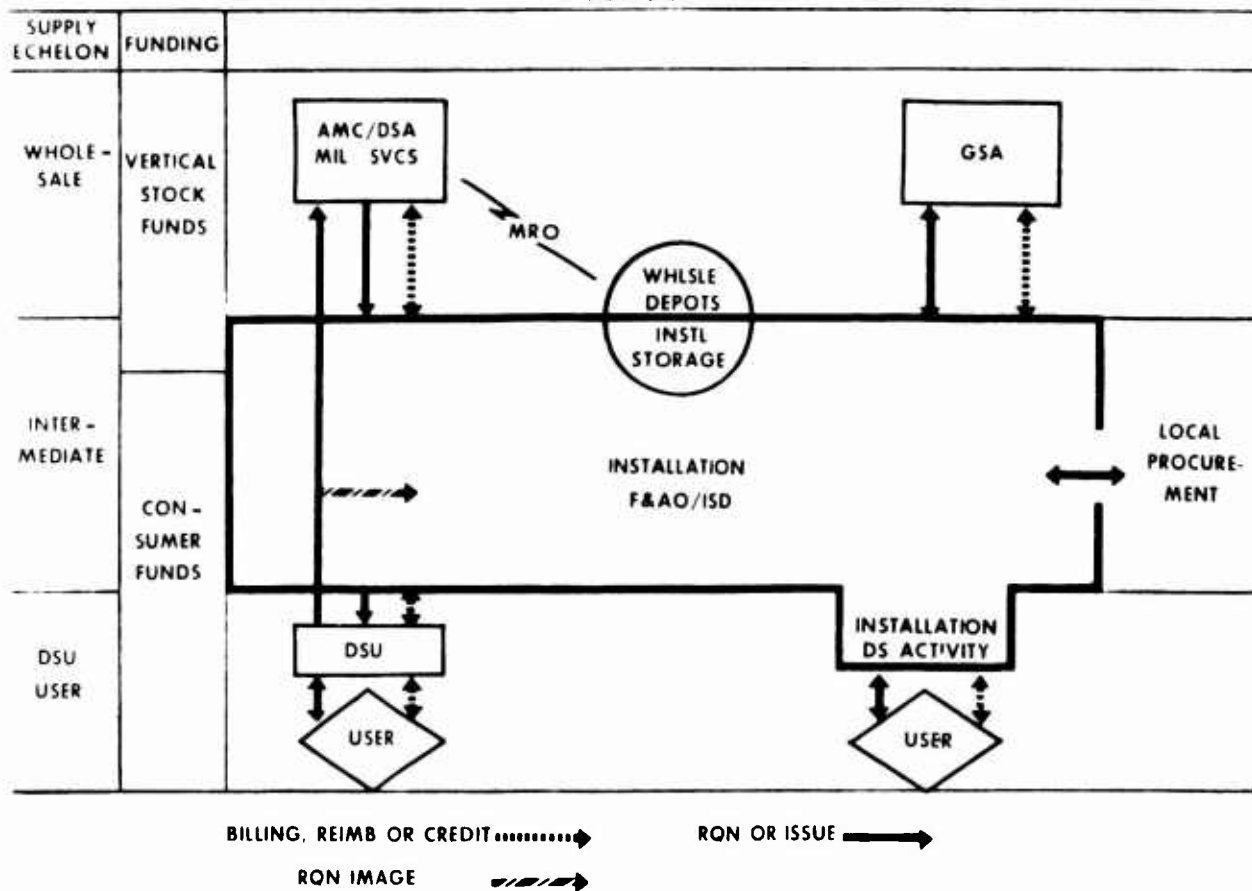 SUPPLY
ECHELON
FUNDING
WHOLE-
SALE
VERTICAL
STOCK
FUNDS
AMC/DSA
MIL SVCS
GSA
MRO
WHLSLE
DEPOTS
INSTL
STORAGE
INTER-
MEDIATE
CON-
SUMER
FUNDS
INSTALLATION
F&AO/ISD
LOCAL
PROCURE-
MENT
DSU
USER
DSU
USER
INSTALLATION
DS ACTIVITY
USER
BILLING, REIMB OR CREDIT
RQN OR ISSUE
RQN IMAGE